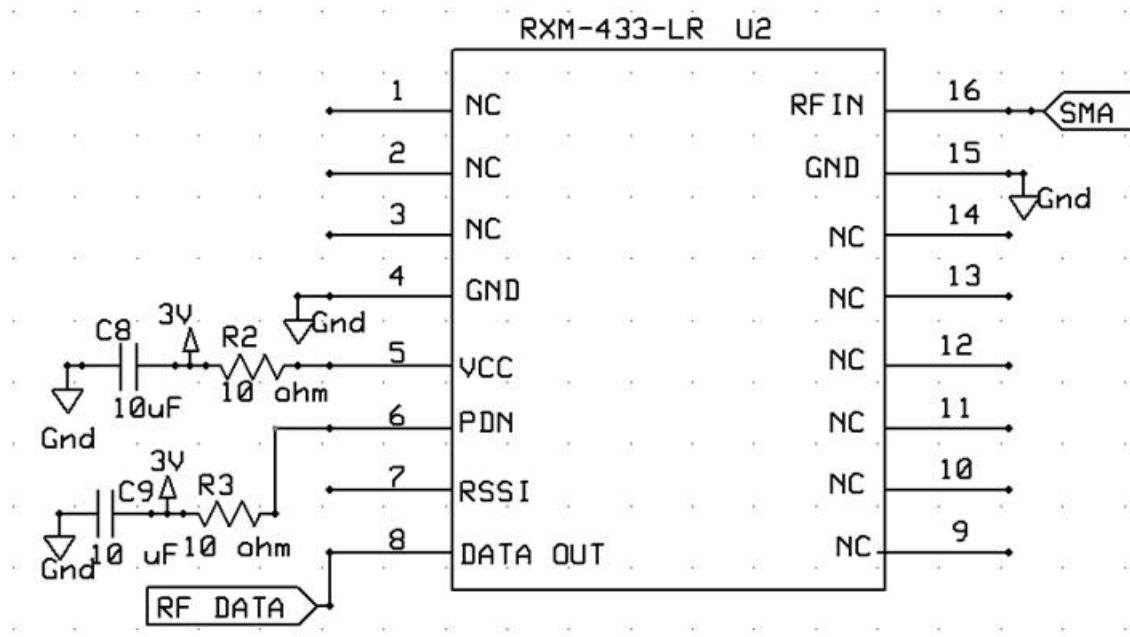 RXM-433-LR U2
1 NC
RFIN 16
SMA
2 NC
GND 15
Gnd
3 NC
NC 14
4 GND
Gnd
NC 13
C8
3V
R2
10uF
10 ohm
Gnd
5 VCC
NC 12
6 PDN
NC 11
C9
3V
R3
10 uF
10 ohm
Gnd
7 RSSI
NC 10
8 DATA OUT
NC 9
RF DATA